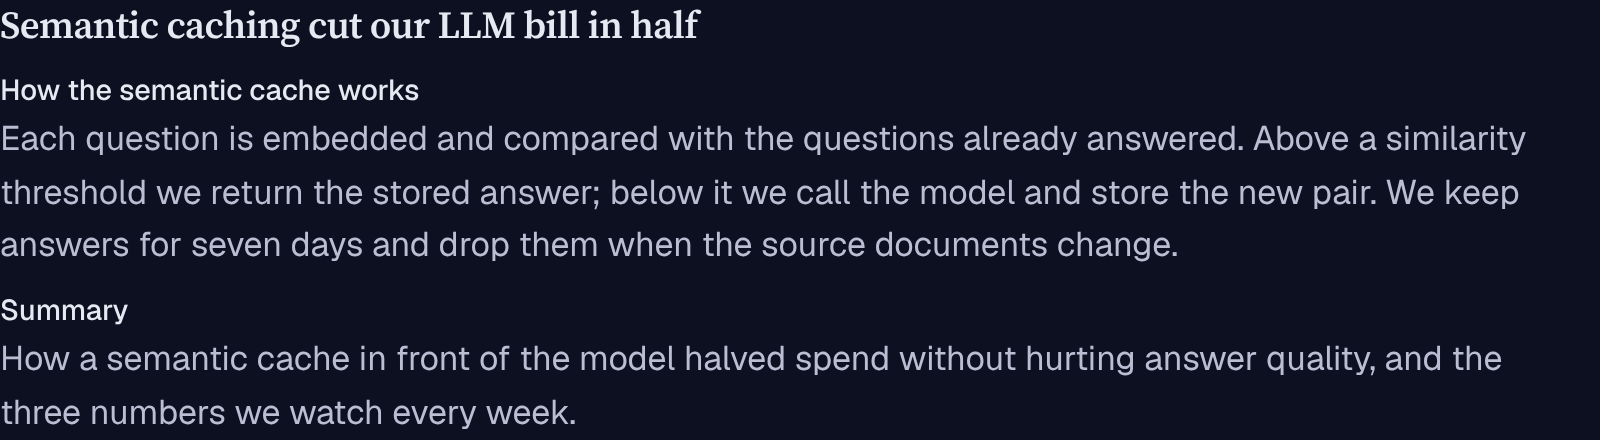 Semantic caching cut our LLM bill in half
How the semantic cache works
Each question is embedded and compared with the questions already answered. Above a similarity
threshold we return the stored answer; below it we call the model and store the new pair. We keep
answers for seven days and drop them when the source documents change.
Summary
How a semantic cache in front of the model halved spend without hurting answer quality, and the
three numbers we watch every week.